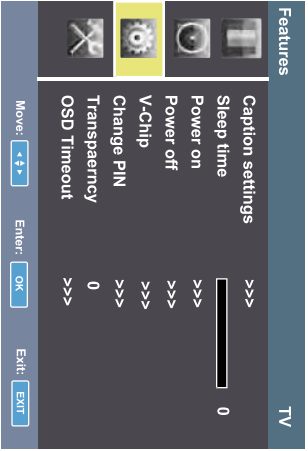 Features TV
Caption settings >>>
Sleep time 0
Power on >>>
Power off >>>
V-Chip >>>
Change PIN >>>
Transpaerncy 0
OSD Timeout >>>
Move: Enter: OK Exit: EXIT